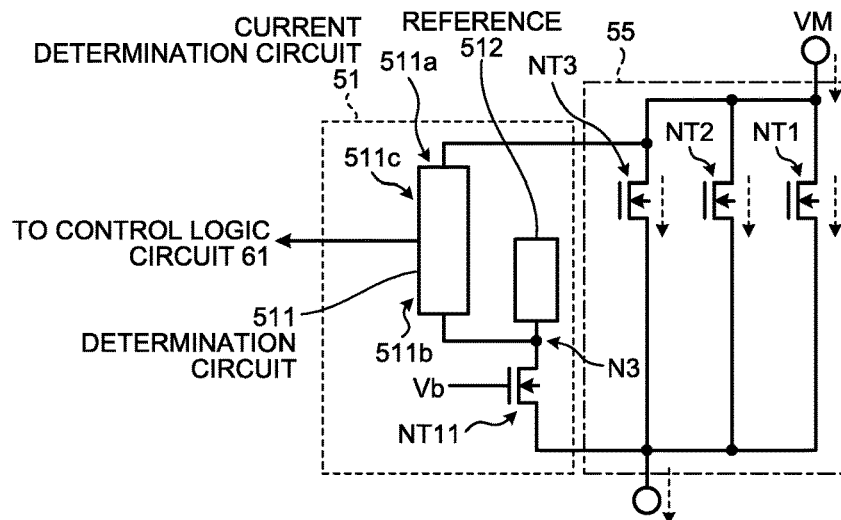 CURRENT
DETERMINATION CIRCUIT
51
511a
REFERENCE
512
NT3
55
VM
511c
NT2
NT1
TO CONTROL LOGIC
CIRCUIT 61
511
DETERMINATION
CIRCUIT
511b
N3
Vb
NT11